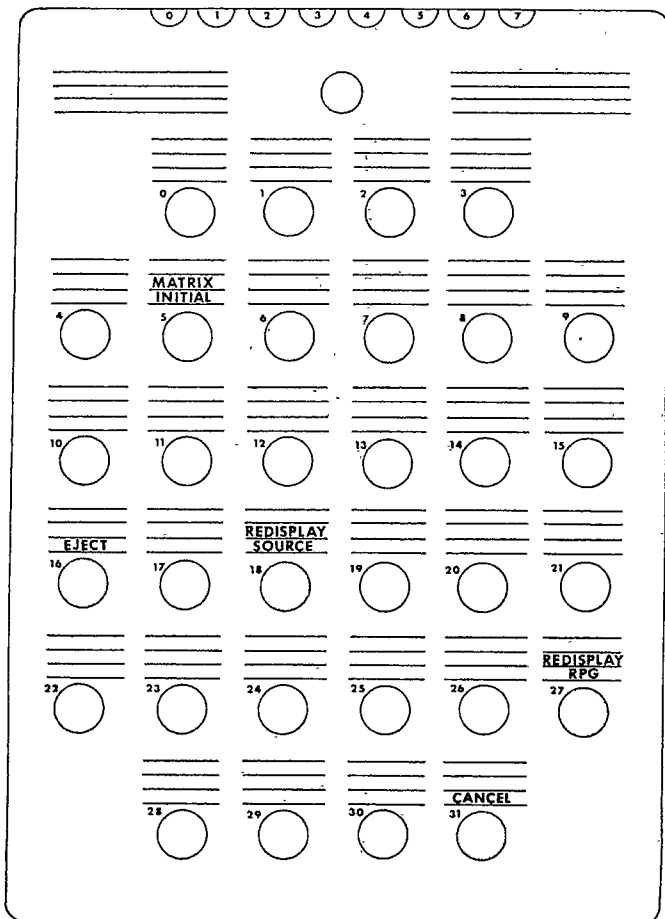 0 1 2 3 4 5 6 7
0 1 2 3
MATRIX
INITIAL
4 5 6 7 8 9
10 11 12 13 14 15
REDISPLAY
EJECT SOURCE
16 17 18 19 20 21
REDISPLAY
RPG
22 23 24 25 26 27
CANCEL
28 29 30 31